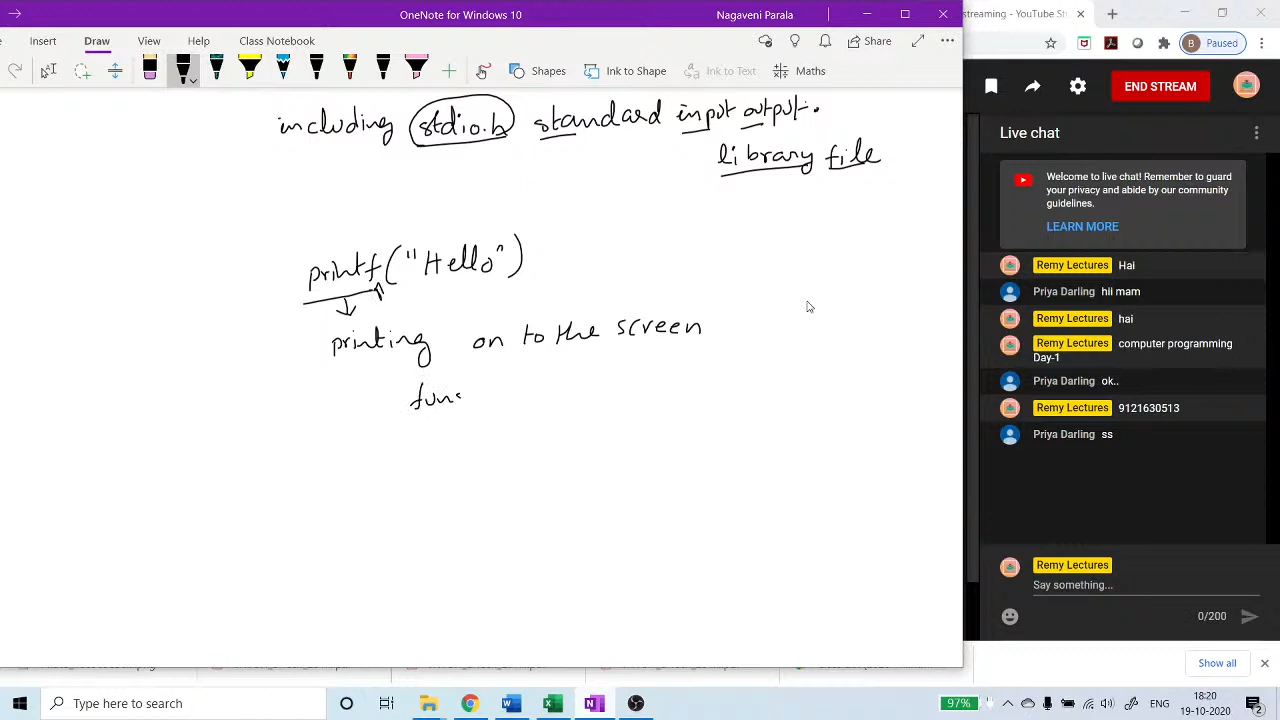 OneNote for Windows 10
Nagaveni Parala
streaming - YouTube St
Insert Draw View Help Class Notebook
Share
B Paused
Shapes Ink to Shape Ink to Text Maths
END STREAM
including stdio.h standard input output.
library file
printf("Hello")
printing on to the screen
func
Live chat
Welcome to live chat! Remember to guard
your privacy and abide by our community
guidelines.
LEARN MORE
Remy Lectures Hai
Priya Darling hii mam
Remy Lectures hai
Remy Lectures computer programming
Day-1
Priya Darling ok..
Remy Lectures 9121630513
Priya Darling ss
Remy Lectures
Say something...
0/200
Show all
Type here to search
97%
ENG
18:20
19-10-2020
2